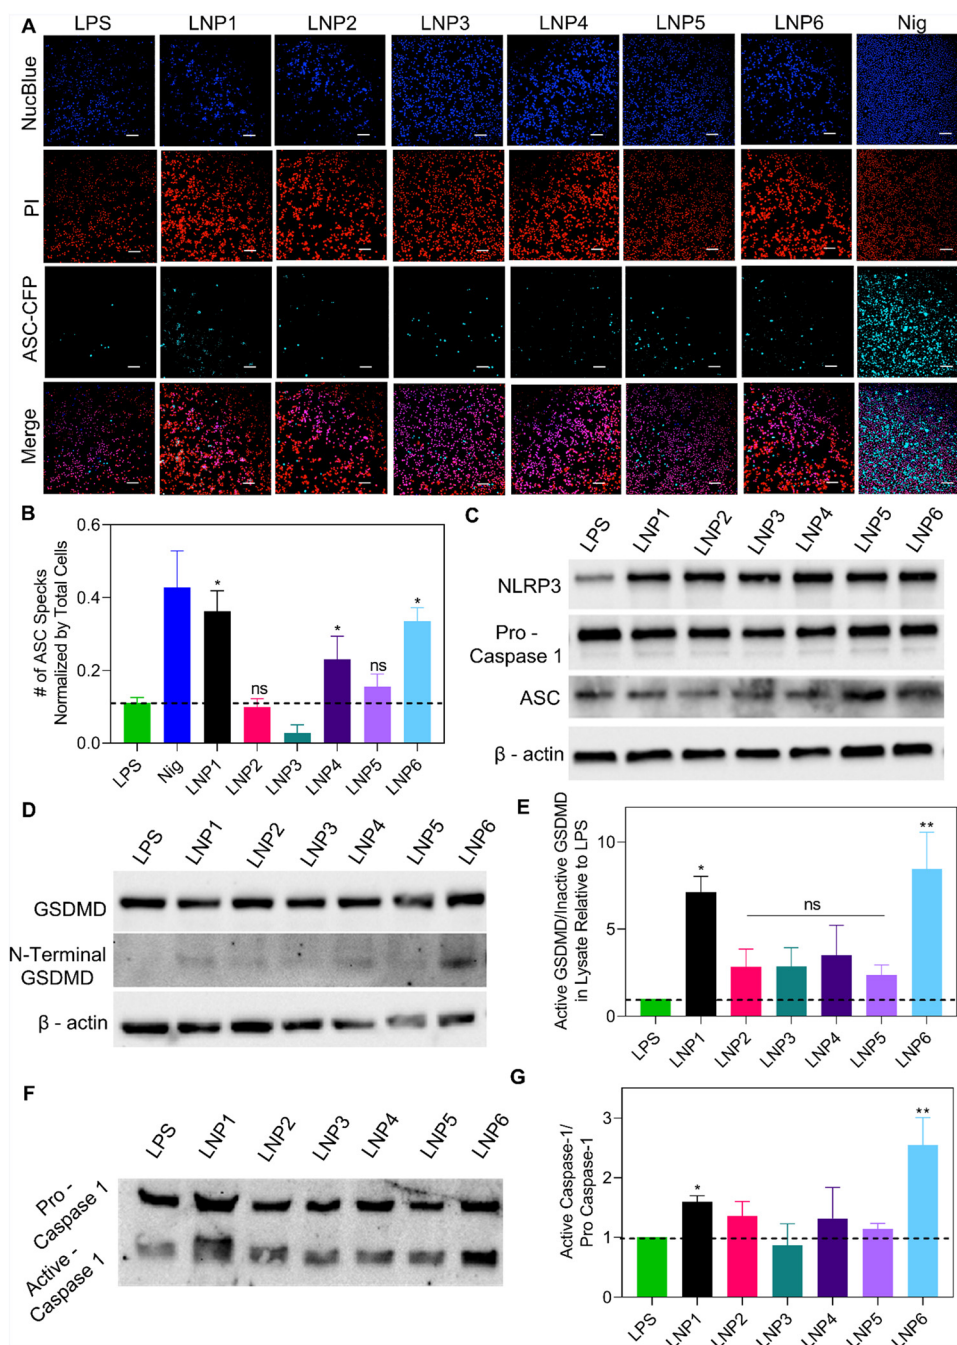 A
LPS LNP1 LNP2 LNP3 LNP4 LNP5 LNP6 Nig
NucBlue
PI
ASC-CFP
Merge
B
# of ASC Specks
Normalized by Total Cells
0.6
0.4
0.2
0.0
* ns * ns *
LPS Nig LNP1 LNP2 LNP3 LNP4 LNP5 LNP6
C
LPS LNP1 LNP2 LNP3 LNP4 LNP5 LNP6
NLRP3
Pro -
Caspase 1
ASC
β - actin
D
LPS LNP1 LNP2 LNP3 LNP4 LNP5 LNP6
GSDMD
N-Terminal
GSDMD
β - actin
E
Active GSDMD/Inactive GSDMD
in Lysate Relative to LPS
10
5
0
* ns **
LPS LNP1 LNP2 LNP3 LNP4 LNP5 LNP6
F
LPS LNP1 LNP2 LNP3 LNP4 LNP5 LNP6
Pro -
Caspase 1
Active -
Caspase 1
G
Active Caspase-1/
Pro Caspase-1
3
2
1
0
* **
LPS LNP1 LNP2 LNP3 LNP4 LNP5 LNP6